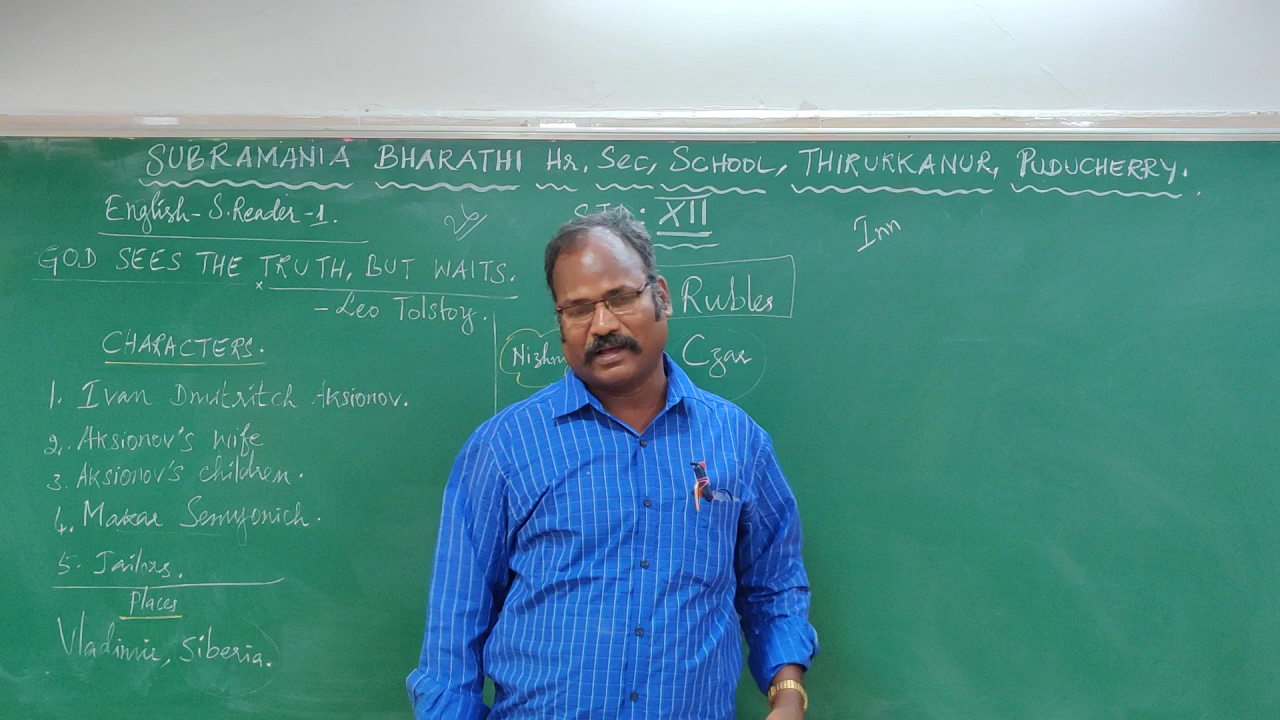 SUBRAMANIA BHARATHI Hr. Sec, SCHOOL, THIRUKKANUR, PUDUCHERRY.
English - S. Reader - 1.
XII
Inn
GOD SEES THE TRUTH, BUT WAITS.
- Leo Tolstoy.
Rubles
CHARACTERS.
Czar
1. Ivan Dmitritch Aksionov.
2. Aksionov's wife
3. Aksionov's children.
4. Makar Semyonich.
5. Jailors.
Places
Vladimir, Siberia.